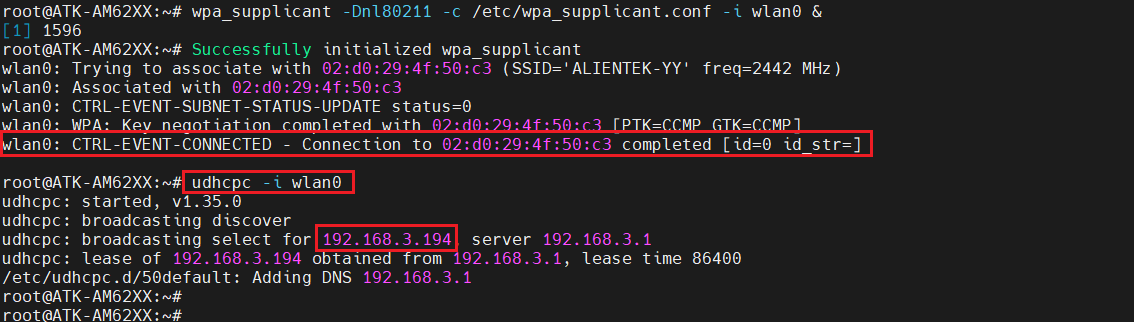 root@ATK-AM62XX:~# wpa_supplicant -Dnl80211 -c /etc/wpa_supplicant.conf -i wlan0 &
[1] 1596
root@ATK-AM62XX:~# Successfully initialized wpa_supplicant
wlan0: Trying to associate with 02:d0:29:4f:50:c3 (SSID='ALIENTEK-YY' freq=2442 MHz)
wlan0: Associated with 02:d0:29:4f:50:c3
wlan0: CTRL-EVENT-SUBNET-STATUS-UPDATE status=0
wlan0: WPA: Key negotiation completed with 02:d0:29:4f:50:c3 [PTK=CCMP GTK=CCMP]
wlan0: CTRL-EVENT-CONNECTED - Connection to 02:d0:29:4f:50:c3 completed [id=0 id_str=]
root@ATK-AM62XX:~# udhcpc -i wlan0
udhcpc: started, v1.35.0
udhcpc: broadcasting discover
udhcpc: broadcasting select for 192.168.3.194, server 192.168.3.1
udhcpc: lease of 192.168.3.194 obtained from 192.168.3.1, lease time 86400
/etc/udhcpc.d/50default: Adding DNS 192.168.3.1
root@ATK-AM62XX:~#
root@ATK-AM62XX:~#